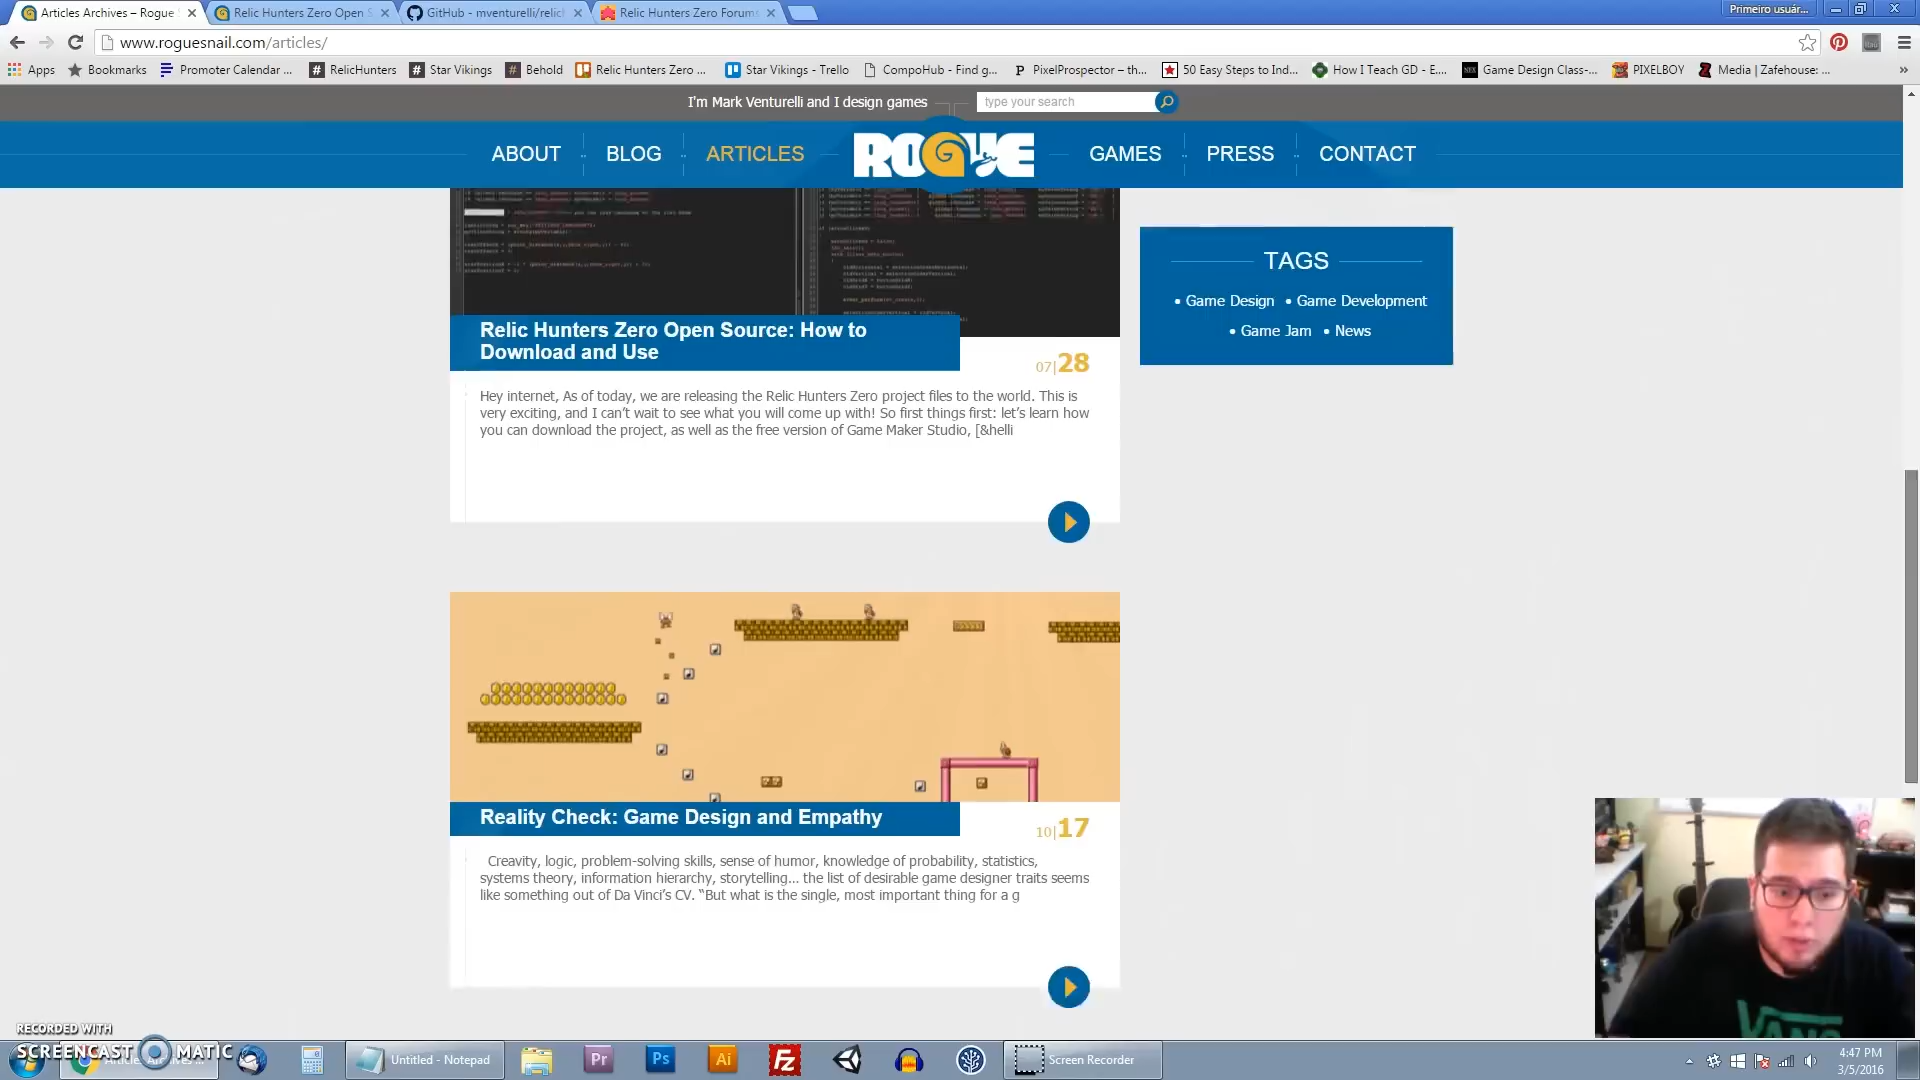 Articles Archives – Rogue
Relic Hunters Zero Open S
GitHub - mventurelli/relic
Relic Hunters Zero Forums
Primeiro usuár...
www.roguesnail.com/articles/
Apps
Bookmarks
Promoter Calendar ...
RelicHunters
Star Vikings
Behold
Relic Hunters Zero ...
Star Vikings - Trello
CompoHub - Find g...
PixelProspector – th...
50 Easy Steps to Ind...
How I Teach GD - E...
Game Design Class-...
PIXELBOY
Media | Zafehouse: ...
»
I'm Mark Venturelli and I design games
type your search
ABOUT
BLOG
ARTICLES
ROGUE
GAMES
PRESS
CONTACT
Relic Hunters Zero Open Source: How to
Download and Use
07|28
Hey internet, As of today, we are releasing the Relic Hunters Zero project files to the world. This is
very exciting, and I can't wait to see what you will come up with! So first things first: let's learn how
you can download the project, as well as the free version of Game Maker Studio, [&helli
TAGS
• Game Design • Game Development
• Game Jam • News
Reality Check: Game Design and Empathy
10|17
Creavity, logic, problem-solving skills, sense of humor, knowledge of probability, statistics,
systems theory, information hierarchy, storytelling... the list of desirable game designer traits seems
like something out of Da Vinci's CV. "But what is the single, most important thing for a g
VANS
RECORDED WITH
SCREENCAST MATIC
Untitled - Notepad
Pr
Ps
Ai
Fz
Screen Recorder
4:47 PM
3/5/2016